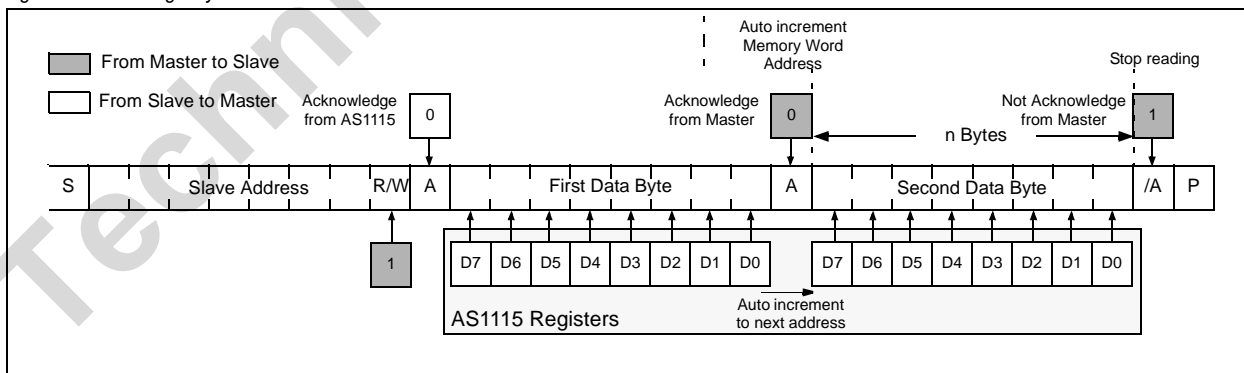 Auto increment
Memory Word
Address
Stop reading
From Master to Slave
From Slave to Master
Acknowledge
from AS1115
0
Acknowledge
from Master
0
Not Acknowledge
from Master
1
n Bytes
S Slave Address R/W A First Data Byte A Second Data Byte /A P
1
D7 D6 D5 D4 D3 D2 D1 D0 D7 D6 D5 D4 D3 D2 D1 D0
Auto increment
to next address
AS1115 Registers
Techni